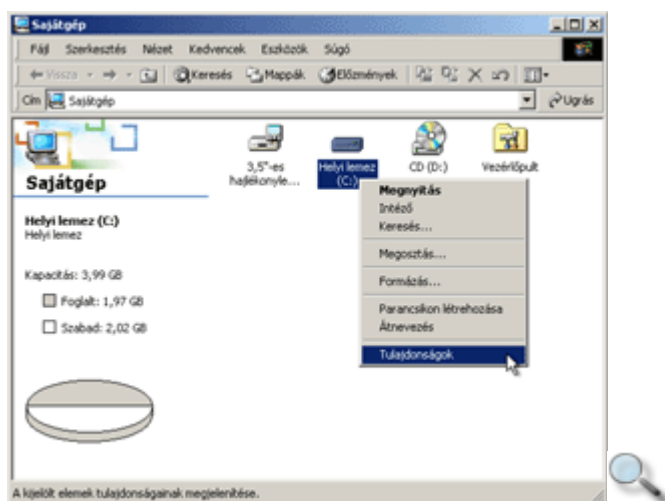 Sajátgép
Fájl Szerkesztés Nézet Kedvencek Eszközök Súgó
Vissza Keresés Mappák Előzmények
Cím Sajátgép Ugrás
Sajátgép
3,5"-es hajlékonyle...
Helyi lemez (C:)
CD (D:)
Vezérlőpult
Helyi lemez (C:)
Helyi lemez
Kapacitás: 3,99 GB
Foglalt: 1,97 GB
Szabad: 2,02 GB
Megnyitás
Intéző
Keresés...
Megosztás...
Formázás...
Parancsikon létrehozása
Átnevezés
Tulajdonságok
A kijelölt elemek tulajdonságainak megjelenítése.